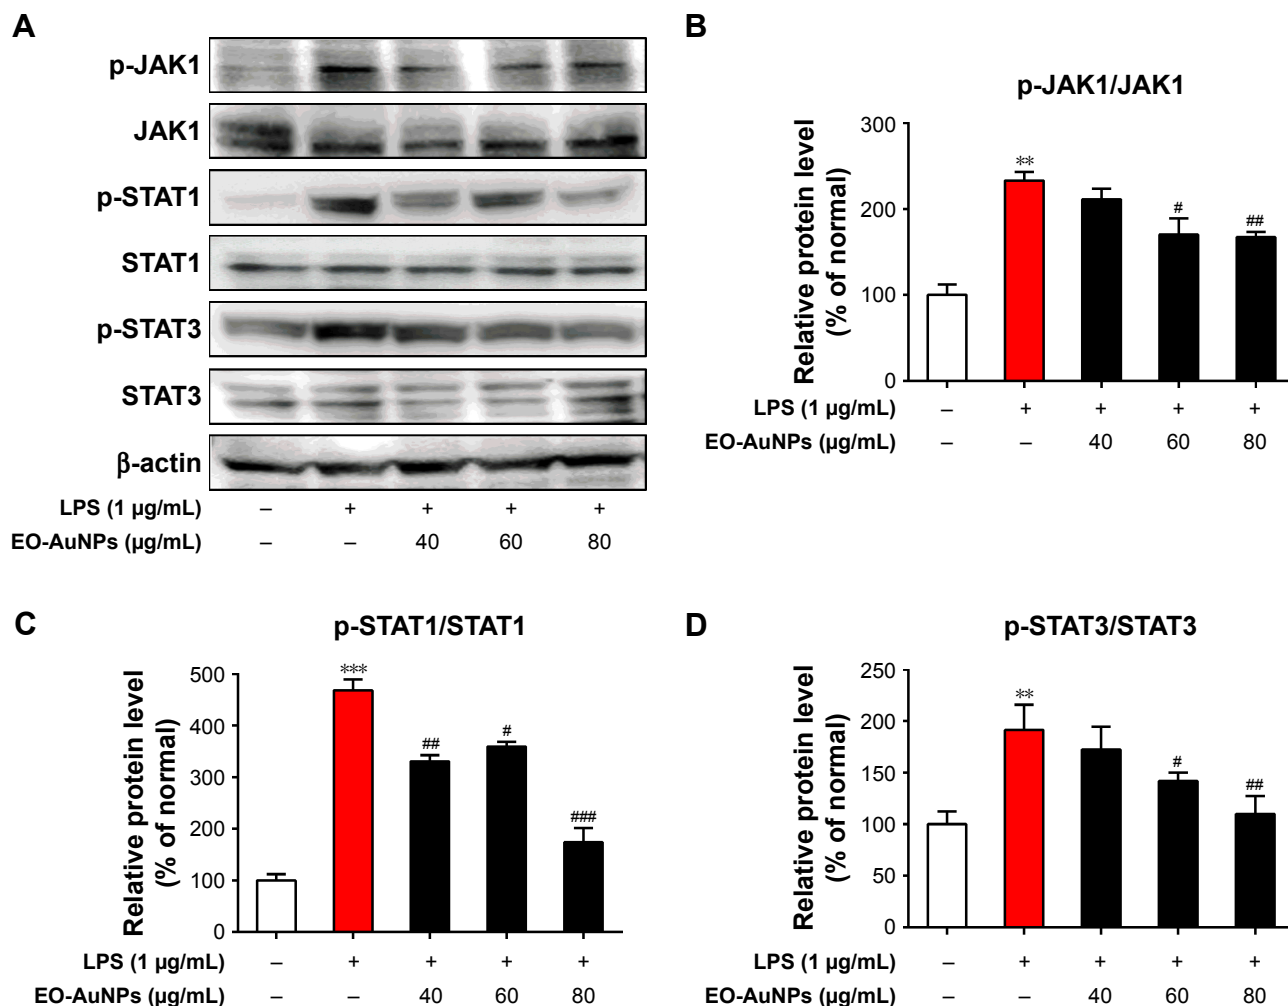 A
p-JAK1
JAK1
p-STAT1
STAT1
p-STAT3
STAT3
β-actin
LPS (1 µg/mL) – + + + +
EO-AuNPs (µg/mL) – – 40 60 80
B
p-JAK1/JAK1
Relative protein level
(% of normal)
300
200
100
0
**
#
##
LPS (1 µg/mL) – + + + +
EO-AuNPs (µg/mL) – – 40 60 80
C
p-STAT1/STAT1
Relative protein level
(% of normal)
500
400
300
200
100
0
***
##
#
###
LPS (1 µg/mL) – + + + +
EO-AuNPs (µg/mL) – – 40 60 80
D
p-STAT3/STAT3
Relative protein level
(% of normal)
250
200
150
100
50
0
**
#
##
LPS (1 µg/mL) – + + + +
EO-AuNPs (µg/mL) – – 40 60 80